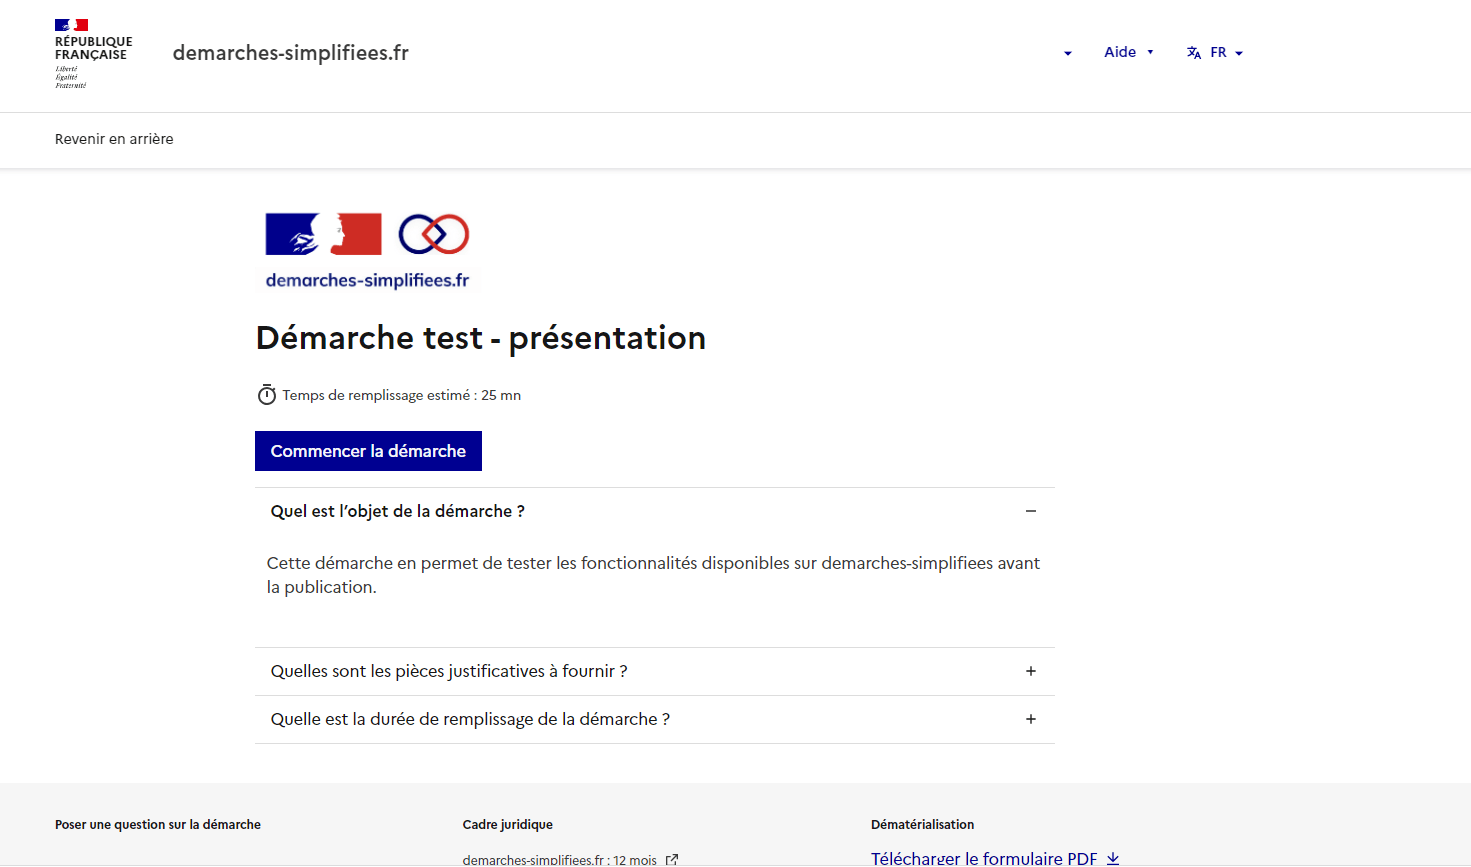 RÉPUBLIQUE
FRANÇAISE
Liberté
Égalité
Fraternité
demarches-simplifiees.fr
Aide
FR
Revenir en arrière
demarches-simplifiees.fr
Démarche test - présentation
Temps de remplissage estimé : 25 mn
Commencer la démarche
Quel est l’objet de la démarche ?
Cette démarche en permet de tester les fonctionnalités disponibles sur demarches-simplifiees avant
la publication.
Quelles sont les pièces justificatives à fournir ?
Quelle est la durée de remplissage de la démarche ?
Poser une question sur la démarche
Cadre juridique
demarches-simplifiees.fr : 12 mois
Dématérialisation
Télécharger le formulaire PDF